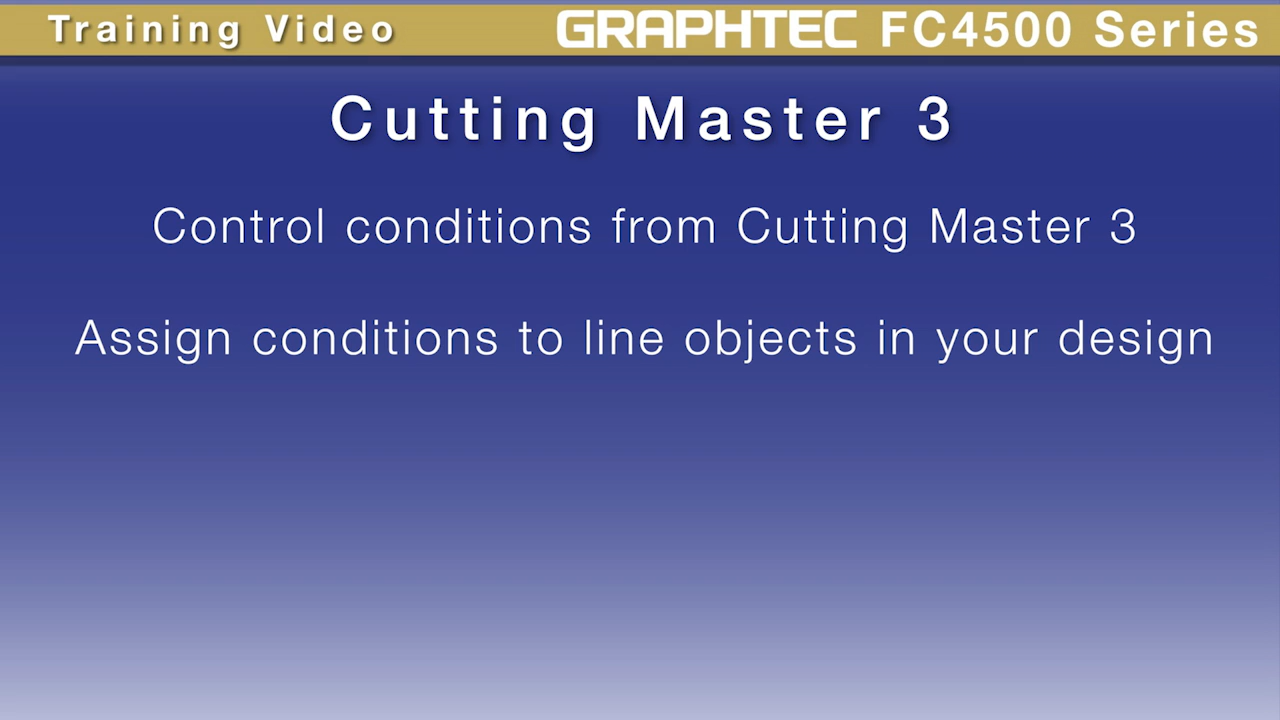 Training Video
GRAPHTEC FC4500 Series
Cutting Master 3
Control conditions from Cutting Master 3
Assign conditions to line objects in your design